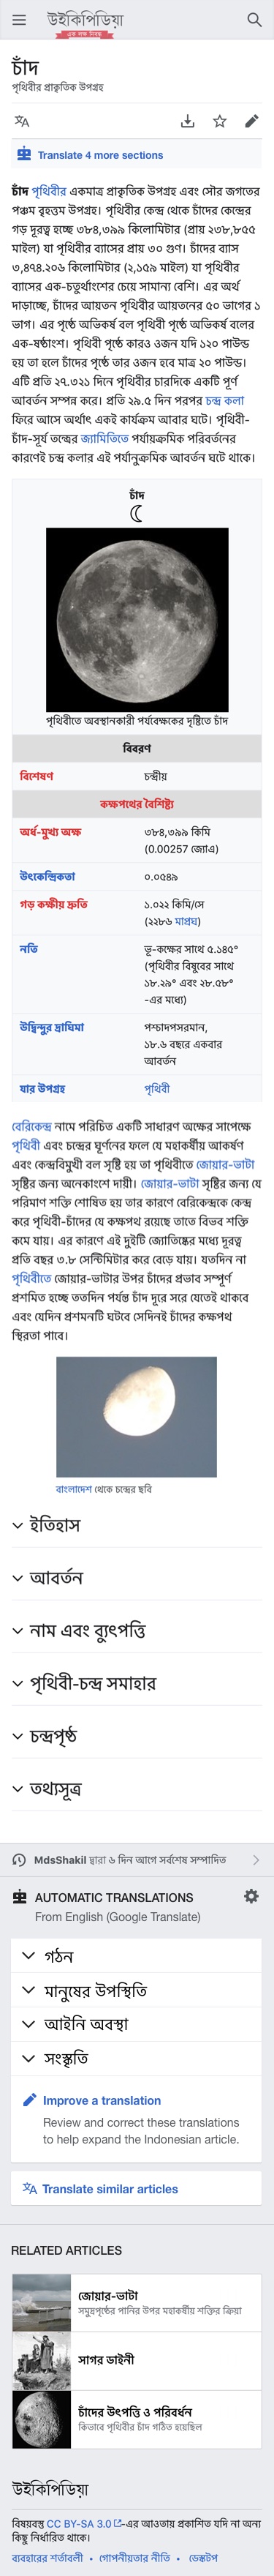 উইকিপিডিয়া
এক লক্ষ নিবন্ধ
চাঁদ
পৃথিবীর প্রাকৃতিক উপগ্রহ
Translate 4 more sections
চাঁদ পৃথিবীর একমাত্র প্রাকৃতিক উপগ্রহ এবং সৌর জগতের
পঞ্চম বৃহত্তম উপগ্রহ। পৃথিবীর কেন্দ্র থেকে চাঁদের কেন্দ্রের
গড় দূরত্ব হচ্ছে ৩৮৪,৩৯৯ কিলোমিটার (প্রায় ২৩৮,৮৫৫
মাইল) যা পৃথিবীর ব্যাসের প্রায় ৩০ গুণ। চাঁদের ব্যাস
৩,৪৭৪.২০৬ কিলোমিটার (২,১৫৯ মাইল) যা পৃথিবীর
ব্যাসের এক-চতুর্থাংশের চেয়ে সামান্য বেশি। এর অর্থ
দাড়াচ্ছে, চাঁদের আয়তন পৃথিবীর আয়তনের ৫০ ভাগের ১
ভাগ। এর পৃষ্ঠে অভিকর্ষ বল পৃথিবী পৃষ্ঠে অভিকর্ষ বলের
এক-ষষ্ঠাংশ। পৃথিবী পৃষ্ঠে কারও ওজন যদি ১২০ পাউন্ড
হয় তা হলে চাঁদের পৃষ্ঠে তার ওজন হবে মাত্র ২০ পাউন্ড।
এটি প্রতি ২৭.৩২১ দিনে পৃথিবীর চারদিকে একটি পূর্ণ
আবর্তন সম্পন্ন করে। প্রতি ২৯.৫ দিন পরপর চন্দ্র কলা
ফিরে আসে অর্থাৎ একই কার্যক্রম আবার ঘটে। পৃথিবী-
চাঁদ-সূর্য তন্ত্রের জ্যামিতিতে পর্যায়ক্রমিক পরিবর্তনের
কারণেই চন্দ্র কলার এই পর্যানুক্রমিক আবর্তন ঘটে থাকে।
চাঁদ
পৃথিবীতে অবস্থানকারী পর্যবেক্ষকের দৃষ্টিতে চাঁদ
বিবরণ
বিশেষণ চন্দ্রীয়
কক্ষপথের বৈশিষ্ট্য
অর্ধ-মুখ্য অক্ষ ৩৮৪,৩৯৯ কিমি
(0.00257 জ্যোএ)
উৎকেন্দ্রিকতা ০.০৫৪৯
গড় কক্ষীয় দ্রুতি ১.০২২ কিমি/সে
(২২৮৬ মাপ্রঘ)
নতি ভূ-কক্ষের সাথে ৫.১৪৫°
(পৃথিবীর বিষুবের সাথে
১৮.২৯° এবং ২৮.৫৮°
-এর মধ্যে)
উদ্বিন্দুর দ্রাঘিমা পশ্চাদপসরমান,
১৮.৬ বছরে একবার
আবর্তন
যার উপগ্রহ পৃথিবী
বেরিকেন্দ্র নামে পরিচিত একটি সাধারণ অক্ষের সাপেক্ষে
পৃথিবী এবং চন্দ্রের ঘূর্ণনের ফলে যে মহাকর্ষীয় আকর্ষণ
এবং কেন্দ্রবিমুখী বল সৃষ্টি হয় তা পৃথিবীতে জোয়ার-ভাটা
সৃষ্টির জন্য অনেকাংশে দায়ী। জোয়ার-ভাটা সৃষ্টির জন্য যে
পরিমাণ শক্তি শোষিত হয় তার কারণে বেরিকেন্দ্রকে কেন্দ্র
করে পৃথিবী-চাঁদের যে কক্ষপথ রয়েছে তাতে বিভব শক্তি
কমে যায়। এর কারণে এই দুইটি জ্যোতিষ্কের মধ্যে দূরত্ব
প্রতি বছর ৩.৮ সেন্টিমিটার করে বেড়ে যায়। যতদিন না
পৃথিবীতে জোয়ার-ভাটার উপর চাঁদের প্রভাব সম্পূর্ণ
প্রশমিত হচ্ছে ততদিন পর্যন্ত চাঁদ দূরে সরে যেতেই থাকবে
এবং যেদিন প্রশমনটি ঘটবে সেদিনই চাঁদের কক্ষপথ
স্থিরতা পাবে।
বাংলাদেশ থেকে চন্দ্রের ছবি
ইতিহাস
আবর্তন
নাম এবং ব্যুৎপত্তি
পৃথিবী-চন্দ্র সমাহার
চন্দ্রপৃষ্ঠ
তথ্যসূত্র
MdsShakil দ্বারা ৬ দিন আগে সর্বশেষ সম্পাদিত
AUTOMATIC TRANSLATIONS
From English (Google Translate)
গঠন
মানুষের উপস্থিতি
আইনি অবস্থা
সংস্কৃতি
Improve a translation
Review and correct these translations
to help expand the Indonesian article.
Translate similar articles
RELATED ARTICLES
জোয়ার-ভাটা
সমুদ্রপৃষ্ঠের পানির উপর মহাকর্ষীয় শক্তির ক্রিয়া
সাগর ডাইনী
চাঁদের উৎপত্তি ও পরিবর্ধন
কিভাবে পৃথিবীর চাঁদ গঠিত হয়েছিল
উইকিপিডিয়া
বিষয়বস্তু CC BY-SA 3.0-এর আওতায় প্রকাশিত যদি না অন্য
কিছু নির্ধারিত থাকে।
ব্যবহারের শর্তাবলী • গোপনীয়তার নীতি • ডেস্কটপ